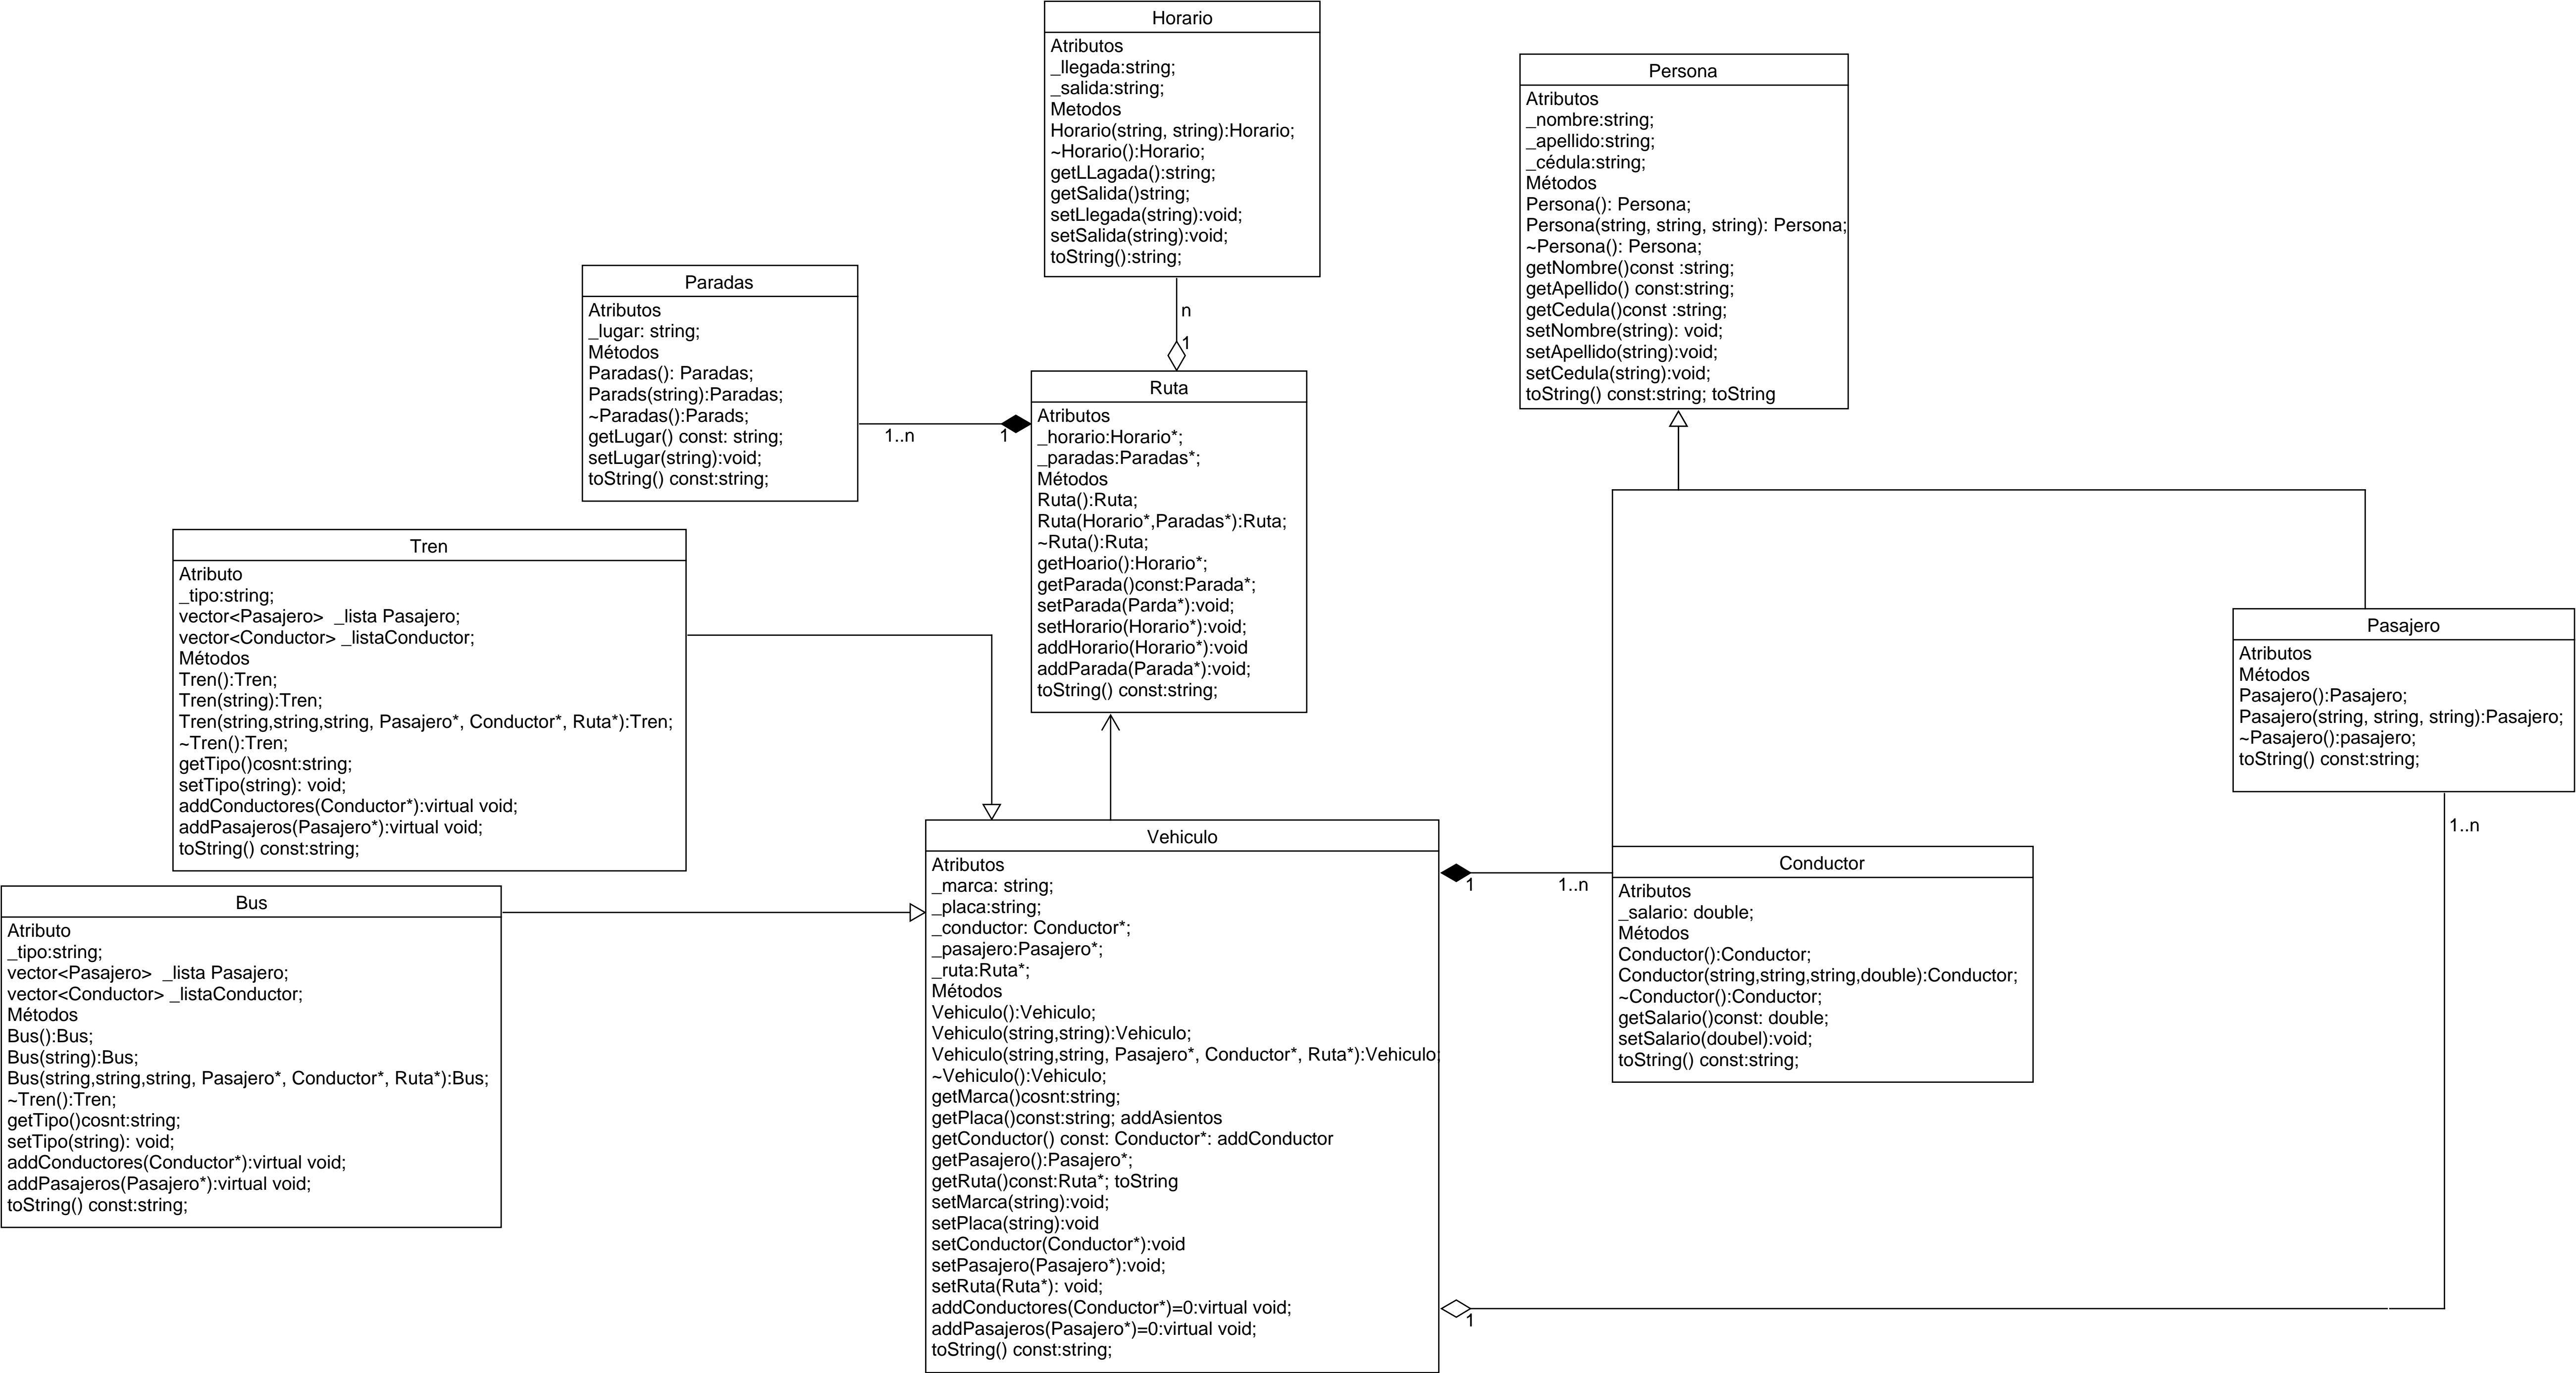 Horario
Atributos
_llegada:string;
_salida:string;
Metodos
Horario(string, string):Horario;
~Horario():Horario;
getLLagada():string;
getSalida()string;
setLlegada(string):void;
setSalida(string):void;
toString():string;
n
1
Persona
Atributos
_nombre:string;
_apellido:string;
_cédula:string;
Métodos
Persona(): Persona;
Persona(string, string, string): Persona;
~Persona(): Persona;
getNombre()const :string;
getApellido() const:string;
getCedula()const :string;
setNombre(string): void;
setApellido(string):void;
setCedula(string):void;
toString() const:string; toString
Paradas
Atributos
_lugar: string;
Métodos
Paradas(): Paradas;
Parads(string):Paradas;
~Paradas():Parads;
getLugar() const: string;
setLugar(string):void;
toString() const:string;
1..n
1
Ruta
Atributos
_horario:Horario*;
_paradas:Paradas*;
Métodos
Ruta():Ruta;
Ruta(Horario*,Paradas*):Ruta;
~Ruta():Ruta;
getHoario():Horario*;
getParada()const:Parada*;
setParada(Parda*):void;
setHorario(Horario*):void;
addHorario(Horario*):void
addParada(Parada*):void;
toString() const:string;
Tren
Atributo
_tipo:string;
vector<Pasajero>  _lista Pasajero;
vector<Conductor> _listaConductor;
Métodos
Tren():Tren;
Tren(string):Tren;
Tren(string,string,string, Pasajero*, Conductor*, Ruta*):Tren;
~Tren():Tren;
getTipo()cosnt:string;
setTipo(string): void;
addConductores(Conductor*):virtual void;
addPasajeros(Pasajero*):virtual void;
toString() const:string;
Pasajero
Atributos
Métodos
Pasajero():Pasajero;
Pasajero(string, string, string):Pasajero;
~Pasajero():pasajero;
toString() const:string;
1..n
Bus
Atributo
_tipo:string;
vector<Pasajero>  _lista Pasajero;
vector<Conductor> _listaConductor;
Métodos
Bus():Bus;
Bus(string):Bus;
Bus(string,string,string, Pasajero*, Conductor*, Ruta*):Bus;
~Tren():Tren;
getTipo()cosnt:string;
setTipo(string): void;
addConductores(Conductor*):virtual void;
addPasajeros(Pasajero*):virtual void;
toString() const:string;
Vehiculo
Atributos
_marca: string;
_placa:string;
_conductor: Conductor*;
_pasajero:Pasajero*;
_ruta:Ruta*;
Métodos
Vehiculo():Vehiculo;
Vehiculo(string,string):Vehiculo;
Vehiculo(string,string, Pasajero*, Conductor*, Ruta*):Vehiculo;
~Vehiculo():Vehiculo;
getMarca()cosnt:string;
getPlaca()const:string; addAsientos
getConductor() const: Conductor*: addConductor
getPasajero():Pasajero*;
getRuta()const:Ruta*; toString
setMarca(string):void;
setPlaca(string):void
setConductor(Conductor*):void
setPasajero(Pasajero*):void;
setRuta(Ruta*): void;
addConductores(Conductor*)=0:virtual void;
addPasajeros(Pasajero*)=0:virtual void;
toString() const:string;
1
1..n
1
Conductor
Atributos
_salario: double;
Métodos
Conductor():Conductor;
Conductor(string,string,string,double):Conductor;
~Conductor():Conductor;
getSalario()const: double;
setSalario(doubel):void;
toString() const:string;